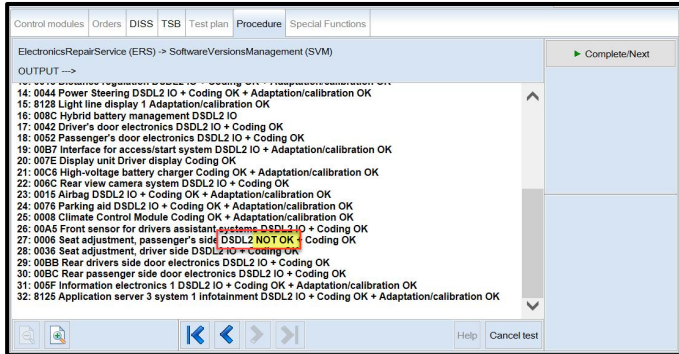 Control modules Orders DISS TSB Test plan Procedure Special Functions
ElectronicsRepairService (ERS) -> SoftwareVersionsManagement (SVM)
OUTPUT --->
14: 0044 Power Steering DSDL2 IO + Coding OK + Adaptation/calibration OK
15: 8128 Light line display 1 Adaptation/calibration OK
16: 008C Hybrid battery management DSDL2 IO
17: 0042 Driver's door electronics DSDL2 IO + Coding OK
18: 0052 Passenger's door electronics DSDL2 IO + Coding OK
19: 00B7 Interface for access/start system DSDL2 IO + Adaptation/calibration OK
20: 007E Display unit Driver display Coding OK
21: 00C6 High-voltage battery charger Coding OK + Adaptation/calibration OK
22: 006C Rear view camera system DSDL2 IO + Coding OK
23: 0015 Airbag DSDL2 IO + Coding OK + Adaptation/calibration OK
24: 0076 Parking aid DSDL2 IO + Coding OK + Adaptation/calibration OK
25: 0008 Climate Control Module Coding OK + Adaptation/calibration OK
26: 00A5 Front sensor for drivers assistant systems DSDL2 IO + Coding OK
27: 0006 Seat adjustment, passenger's side DSDL2 NOT OK + Coding OK
28: 0036 Seat adjustment, driver side DSDL2 IO + Coding OK
29: 00BB Rear drivers side door electronics DSDL2 IO + Coding OK
30: 00BC Rear passenger side door electronics DSDL2 IO + Coding OK
31: 005F Information electronics 1 DSDL2 IO + Coding OK + Adaptation/calibration OK
32: 8125 Application server 3 system 1 infotainment DSDL2 IO + Coding OK + Adaptation/calibration OK
Complete/Next
Help Cancel test